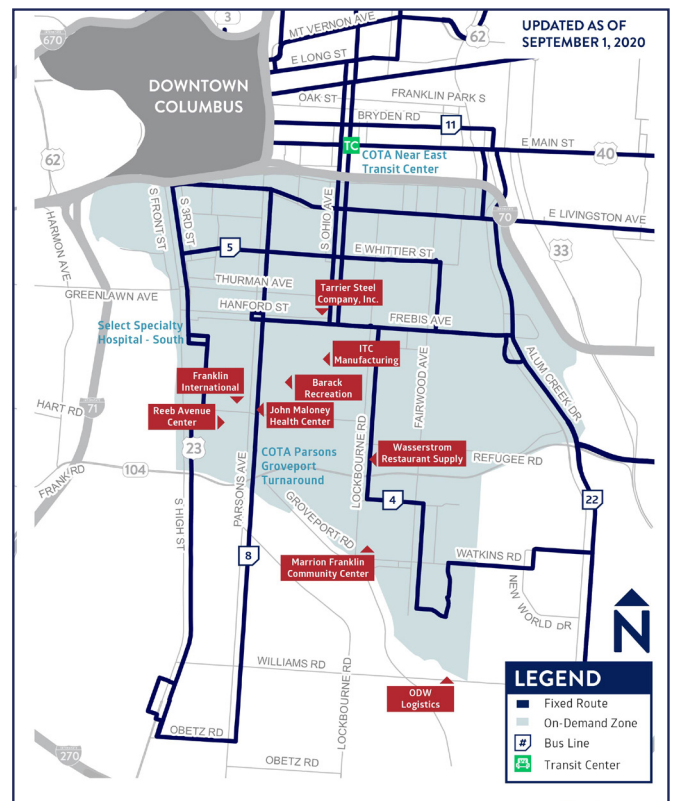 3
MT VERNON AVE
670
62
UPDATED AS OF
SEPTEMBER 1, 2020
E LONG ST
DOWNTOWN
COLUMBUS
OAK ST
FRANKLIN PARK S
BRYDEN RD
11
E MAIN ST
TC
COTA Near East
Transit Center
40
62
HARMON AVE
S FRONT ST
S 3RD ST
S OHIO AVE
70
E LIVINGSTON AVE
5
E WHITTIER ST
33
THURMAN AVE
Tarrier Steel
Company, Inc.
GREENLAWN AVE
HANFORD ST
FREBIS AVE
Select Specialty
Hospital - South
ITC
Manufacturing
FAIRWOOD AVE
ALUM CREEK DR
Franklin
International
Barack
Recreation
HART RD
71
Reeb Avenue
Center
John Maloney
Health Center
23
LOCKBOURNE RD
Wasserstrom
Restaurant Supply
REFUGEE RD
COTA Parsons
Groveport
Turnaround
FRANK RD
104
PARSONS AVE
S HIGH ST
GROVEPORT RD
4
22
8
Marrion Franklin
Community Center
WATKINS RD
NEW WORLD DR
N
WILLIAMS RD
LOCKBOURNE RD
ODW
Logistics
LEGEND
Fixed Route
On-Demand Zone
# Bus Line
Transit Center
OBETZ RD
270
OBETZ RD